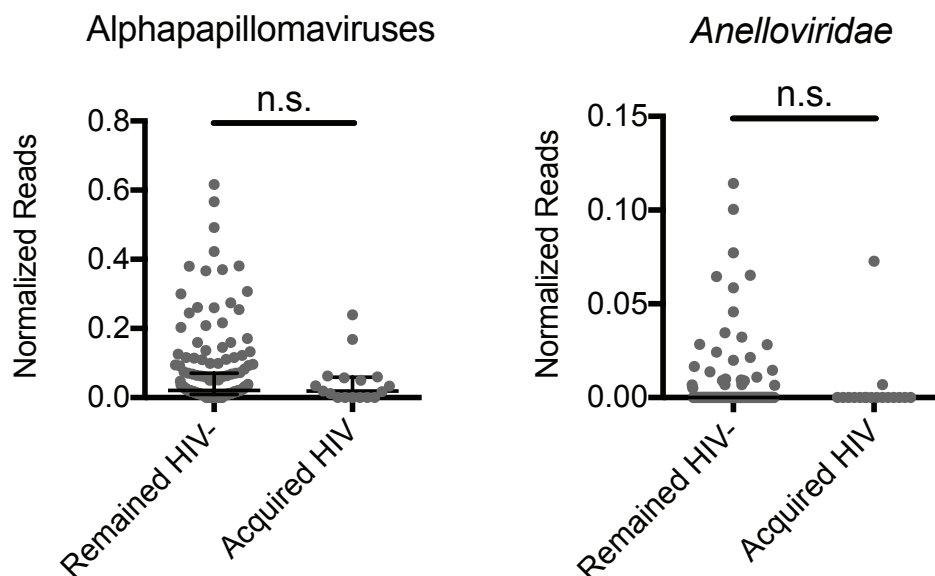 Alphapapillomaviruses
n.s.
Normalized Reads
0.8
0.6
0.4
0.2
0.0
Remained HIV-
Acquired HIV
Anelloviridae
n.s.
Normalized Reads
0.15
0.10
0.05
0.00
Remained HIV-
Acquired HIV